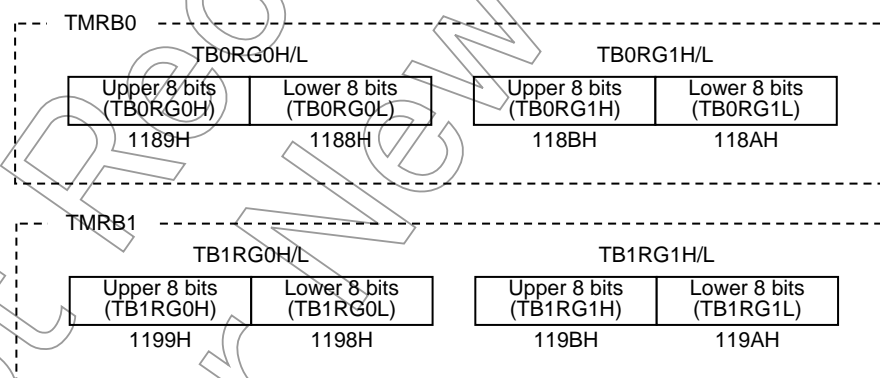 TMRB0
TB0RG0H/L TB0RG1H/L
Upper 8 bits Lower 8 bits Upper 8 bits Lower 8 bits
(TB0RG0H) (TB0RG0L) (TB0RG1H) (TB0RG1L)
1189H 1188H 118BH 118AH
TMRB1
TB1RG0H/L TB1RG1H/L
Upper 8 bits Lower 8 bits Upper 8 bits Lower 8 bits
(TB1RG0H) (TB1RG0L) (TB1RG1H) (TB1RG1L)
1199H 1198H 119BH 119AH